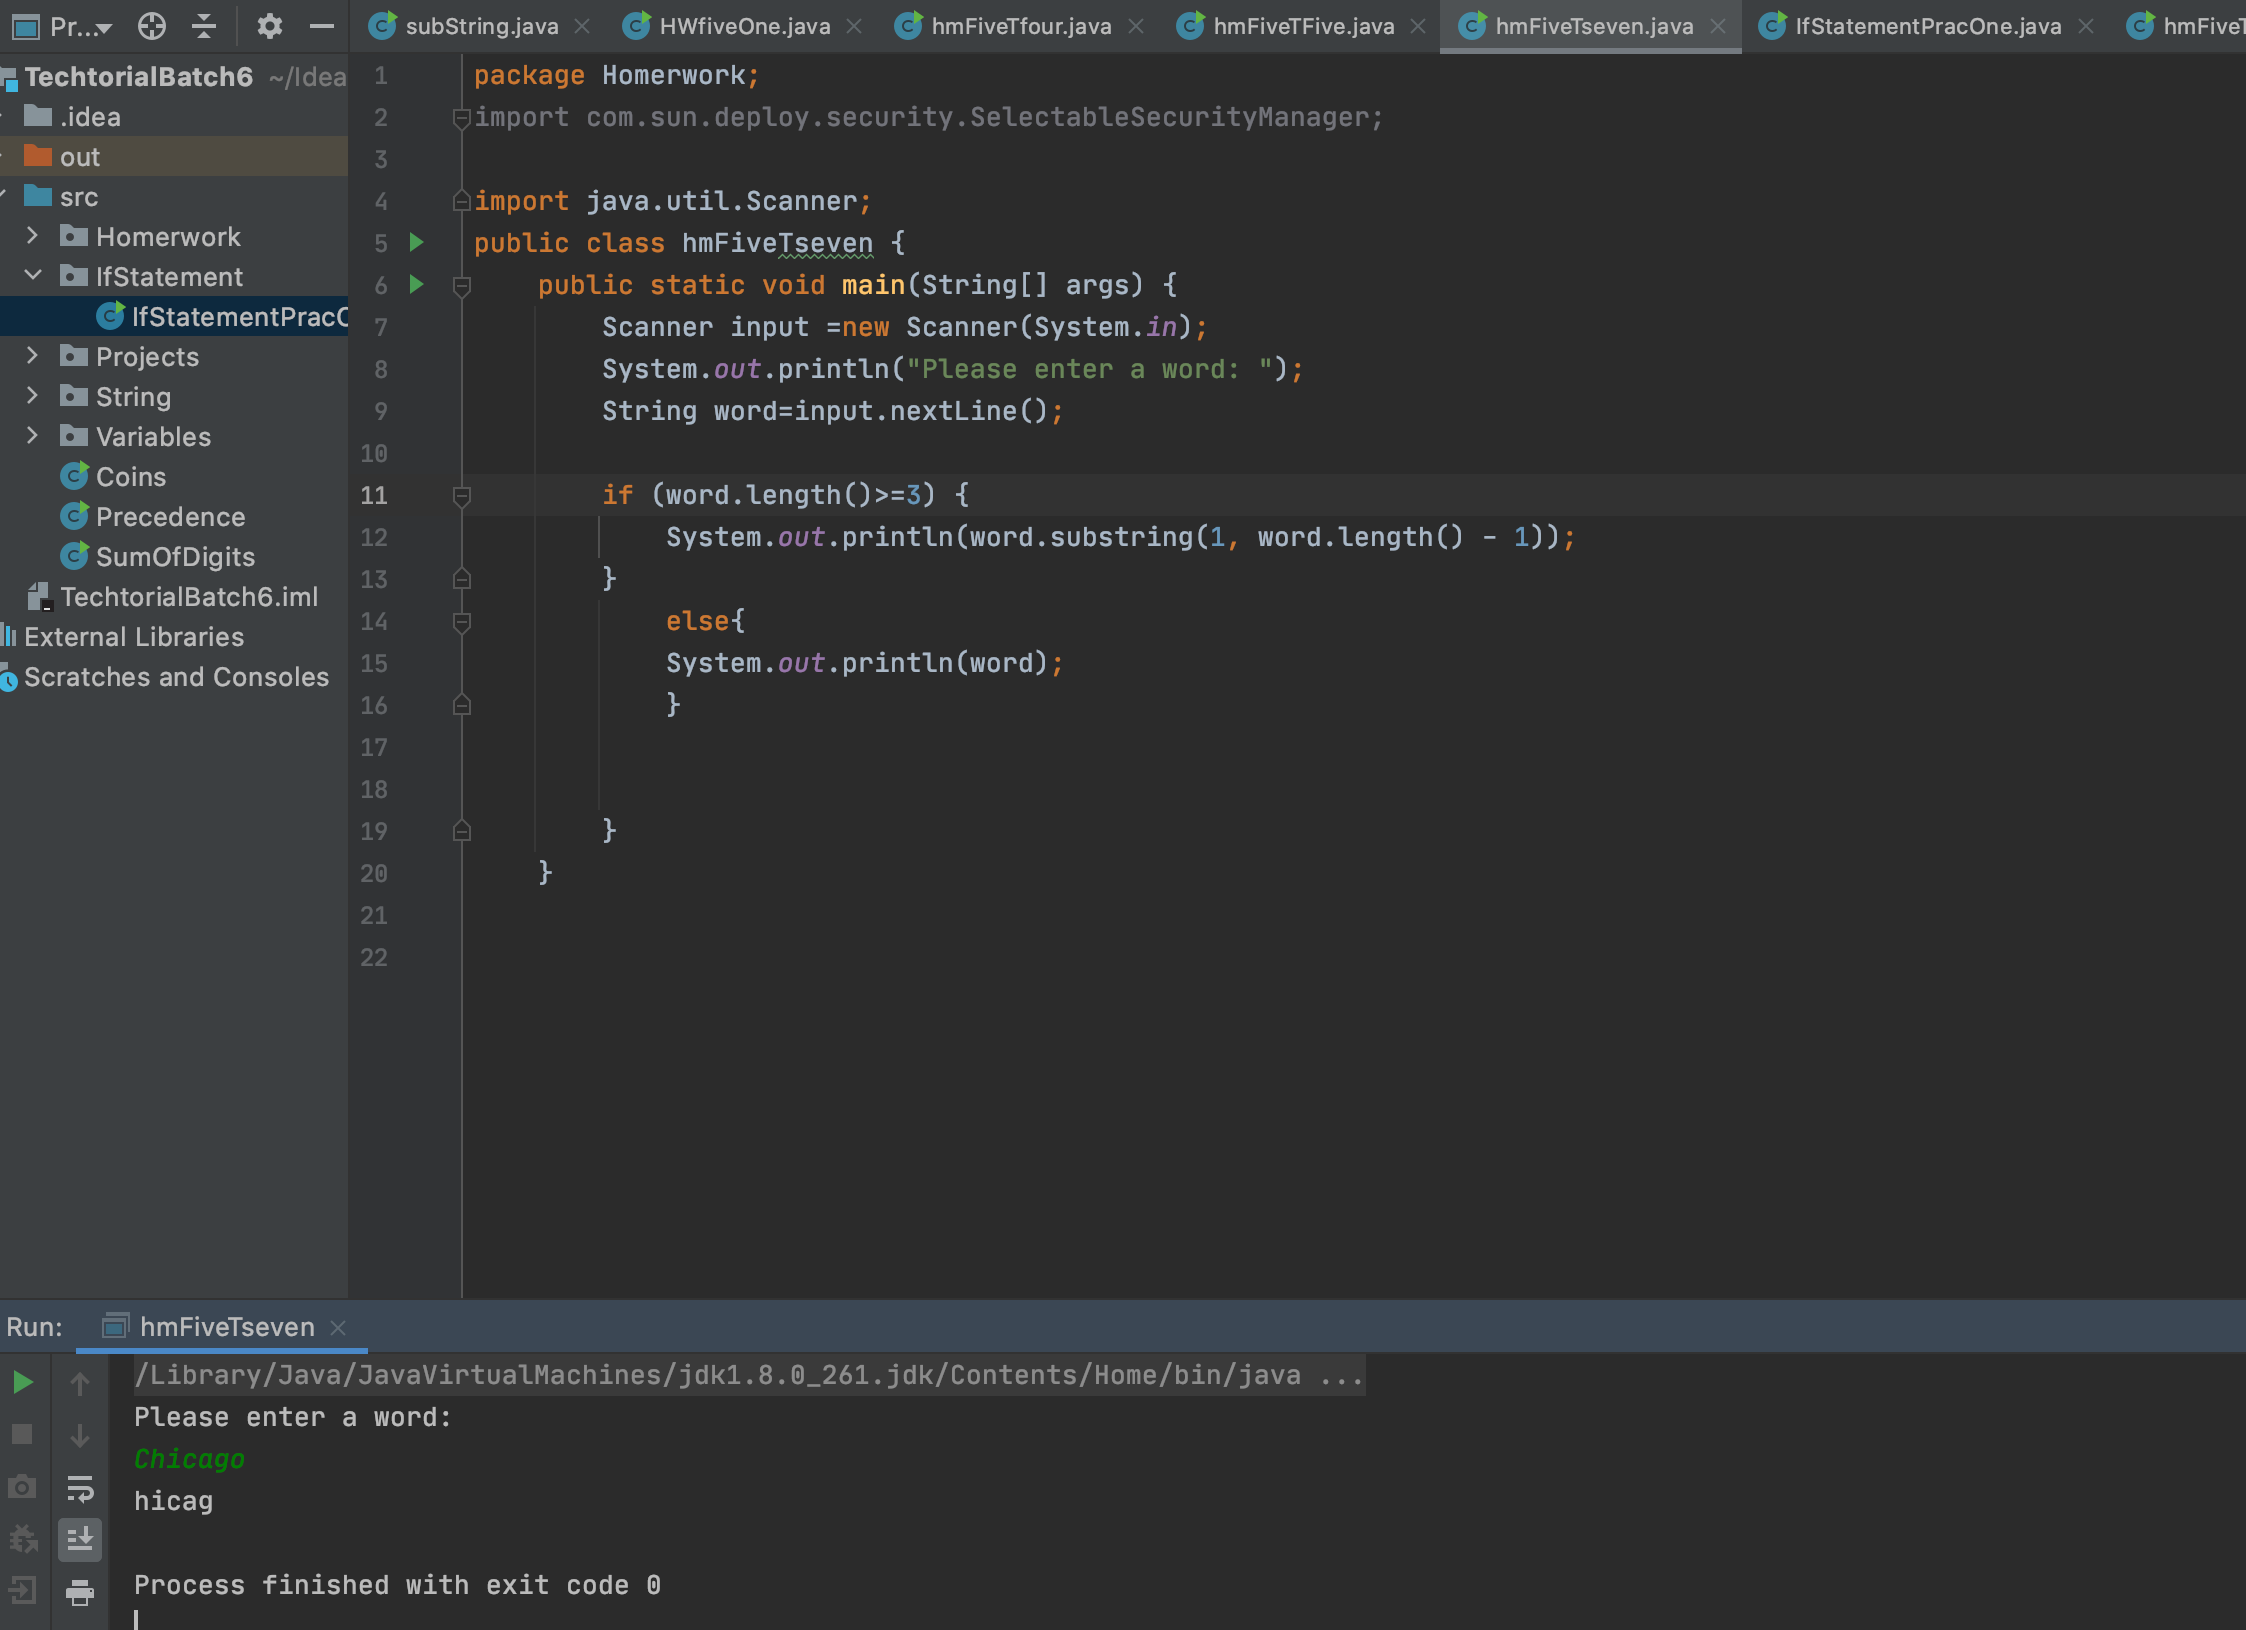 Pr...
subString.java
HWfiveOne.java
hmFiveTfour.java
hmFiveTFive.java
hmFiveTseven.java
IfStatementPracOne.java
hmFiveT
TechtorialBatch6 ~/Idea
.idea
out
src
Homerwork
IfStatement
IfStatementPracO
Projects
String
Variables
Coins
Precedence
SumOfDigits
TechtorialBatch6.iml
External Libraries
Scratches and Consoles
1 package Homerwork;
2 import com.sun.deploy.security.SelectableSecurityManager;
3
4 import java.util.Scanner;
5 public class hmFiveTseven {
6 public static void main(String[] args) {
7 Scanner input =new Scanner(System.in);
8 System.out.println("Please enter a word: ");
9 String word=input.nextLine();
10
11 if (word.length()>=3) {
12 System.out.println(word.substring(1, word.length() - 1));
13 }
14 else{
15 System.out.println(word);
16 }
17
18
19 }
20 }
21
22
Run: hmFiveTseven
/Library/Java/JavaVirtualMachines/jdk1.8.0_261.jdk/Contents/Home/bin/java ...
Please enter a word:
Chicago
hicag
Process finished with exit code 0